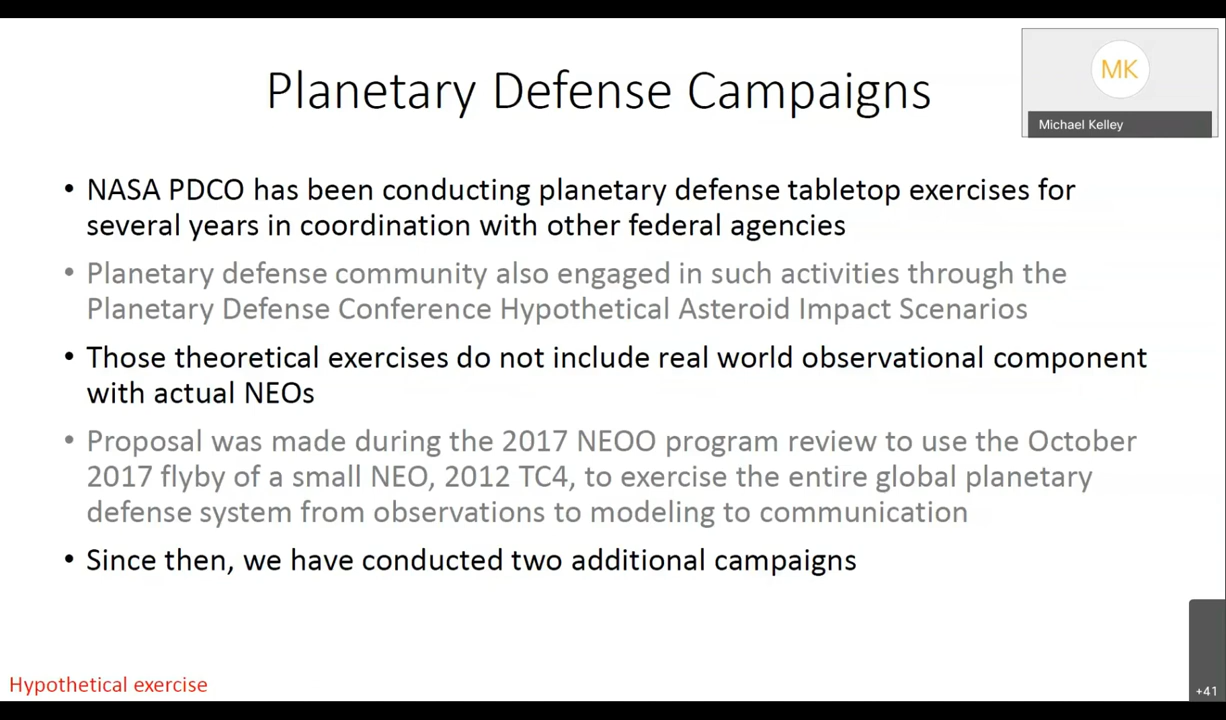 Planetary Defense Campaigns
MK
Michael Kelley
• NASA PDCO has been conducting planetary defense tabletop exercises for
several years in coordination with other federal agencies
• Planetary defense community also engaged in such activities through the
Planetary Defense Conference Hypothetical Asteroid Impact Scenarios
• Those theoretical exercises do not include real world observational component
with actual NEOs
• Proposal was made during the 2017 NEOO program review to use the October
2017 flyby of a small NEO, 2012 TC4, to exercise the entire global planetary
defense system from observations to modeling to communication
• Since then, we have conducted two additional campaigns
Hypothetical exercise
+41